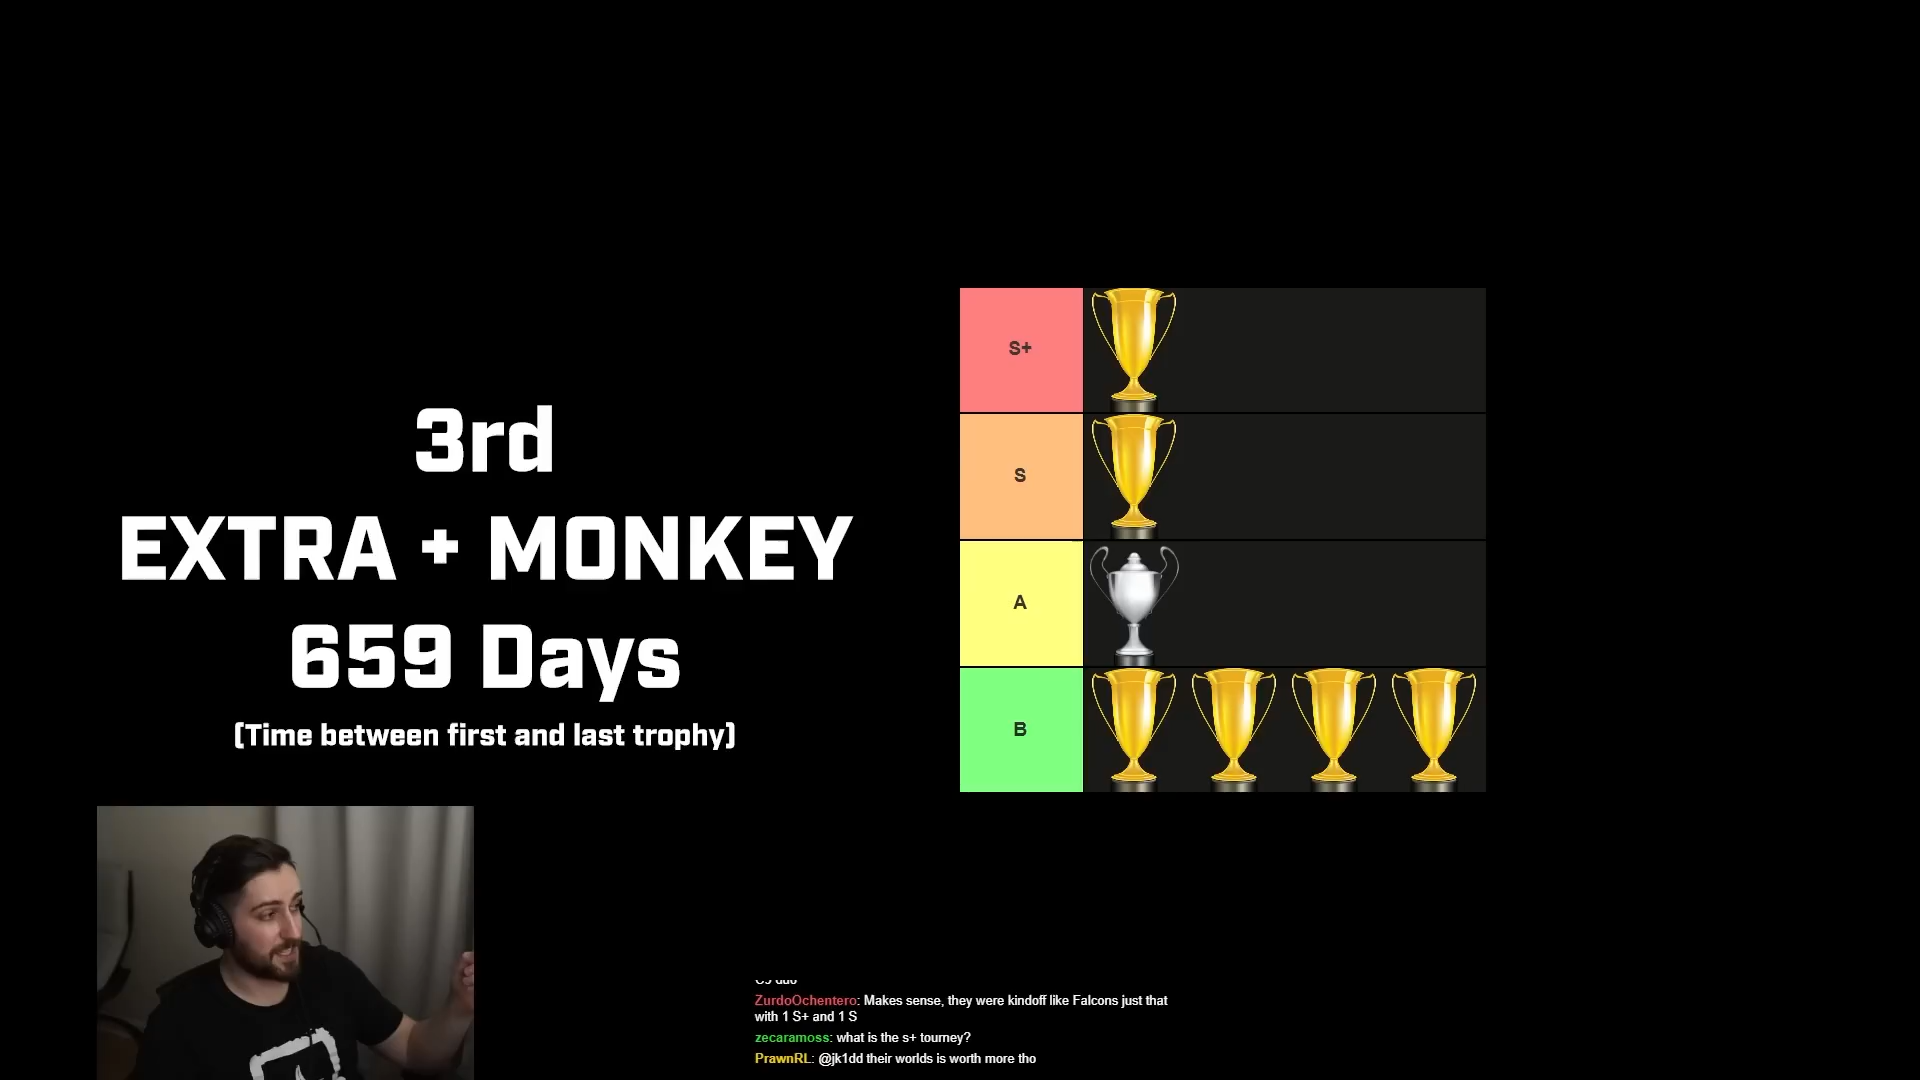 3rd
EXTRA + MONKEY
659 Days
(Time between first and last trophy)
S+
S
A
B
ZurdoOchentero: Makes sense, they were kindoff like Falcons just that
with 1 S+ and 1 S
zecaramoss: what is the s+ tourney?
PrawnRL: @jk1dd their worlds is worth more tho